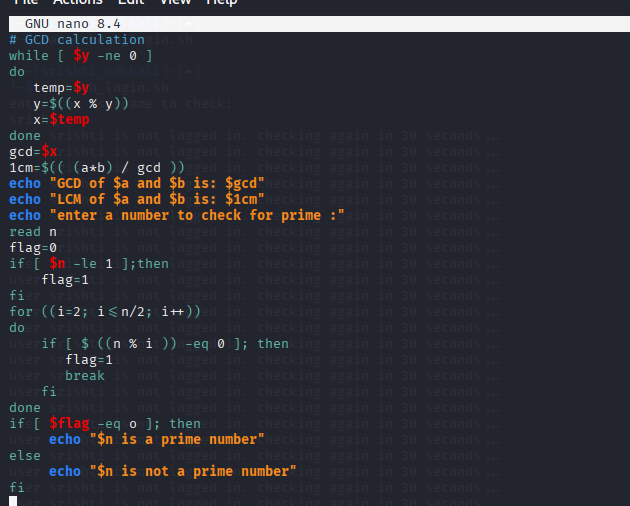 File Actions Edit View Help
GNU nano 8.4
# GCD calculation
while [ $y -ne 0 ]
do
   temp=$y
   y=$((x % y))
   x=$temp
done
gcd=$x
1cm=$(( (a*b) / gcd ))
echo "GCD of $a and $b is: $gcd"
echo "LCM of $a and $b is: $1cm"
echo "enter a number to check for prime :"
read n
flag=0
if [ $n -le 1 ];then
    flag=1
fi
for ((i=2; i<=n/2; i++))
do
    if [ $ ((n % i )) -eq 0 ]; then
       flag=1
       break
    fi
done
if [ $flag -eq o ]; then
     echo "$n is a prime number"
else
     echo "$n is not a prime number"
fi